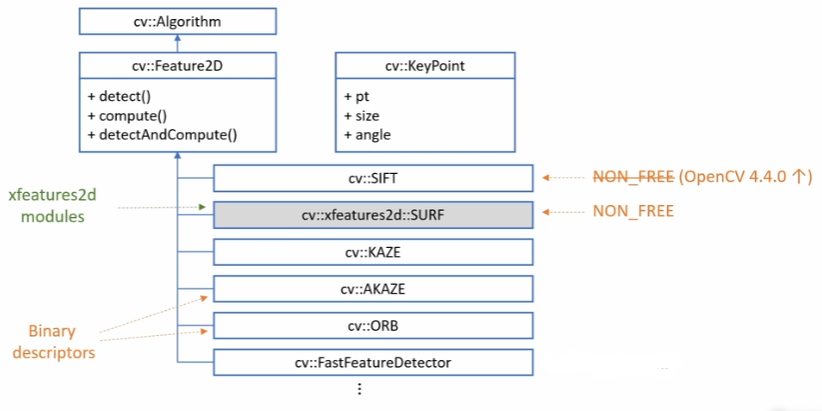 cv::Algorithm
cv::Feature2D
+ detect()
+ compute()
+ detectAndCompute()
cv::KeyPoint
+ pt
+ size
+ angle
cv::SIFT
NON_FREE (OpenCV 4.4.0 ↑)
xfeatures2d
modules
cv::xfeatures2d::SURF
NON_FREE
cv::KAZE
cv::AKAZE
Binary
descriptors
cv::ORB
cv::FastFeatureDetector
⋮